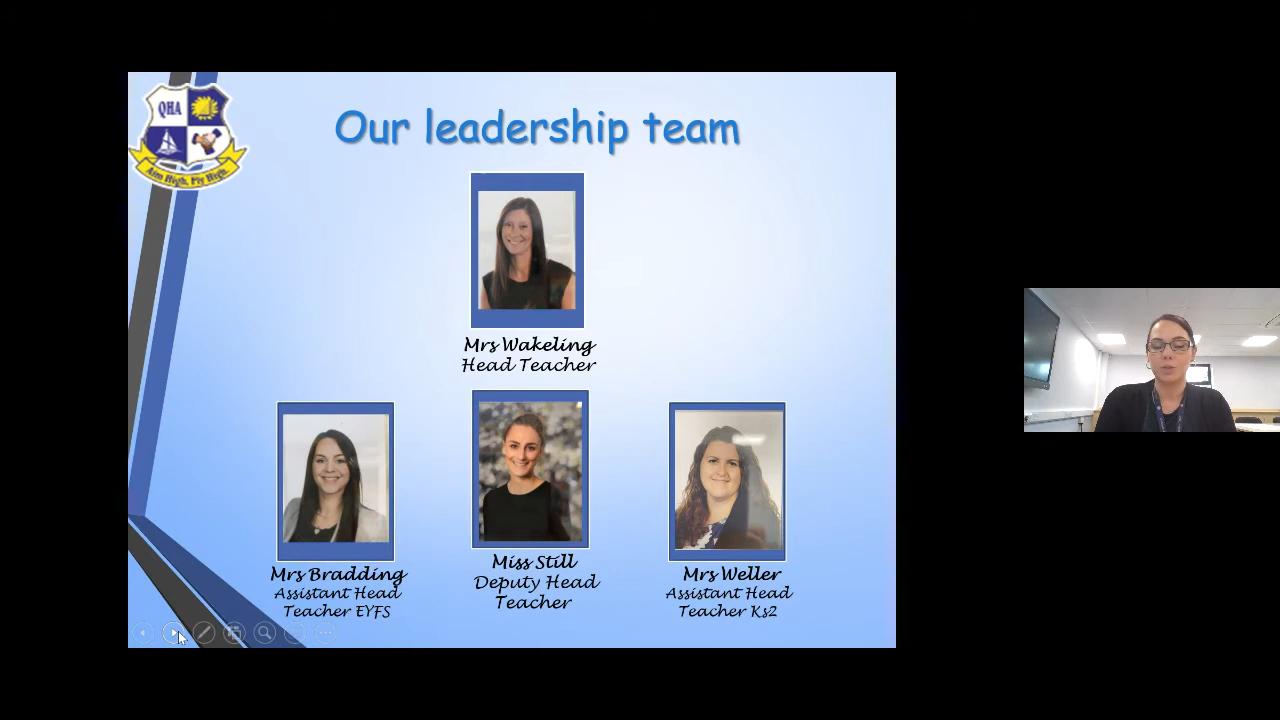 QHA
Aim High, Fly High.
Our leadership team
Mrs Wakeling
Head Teacher
Mrs Bradding
Assistant Head
Teacher EYFS
Miss Still
Deputy Head
Teacher
Mrs Weller
Assistant Head
Teacher Ks2